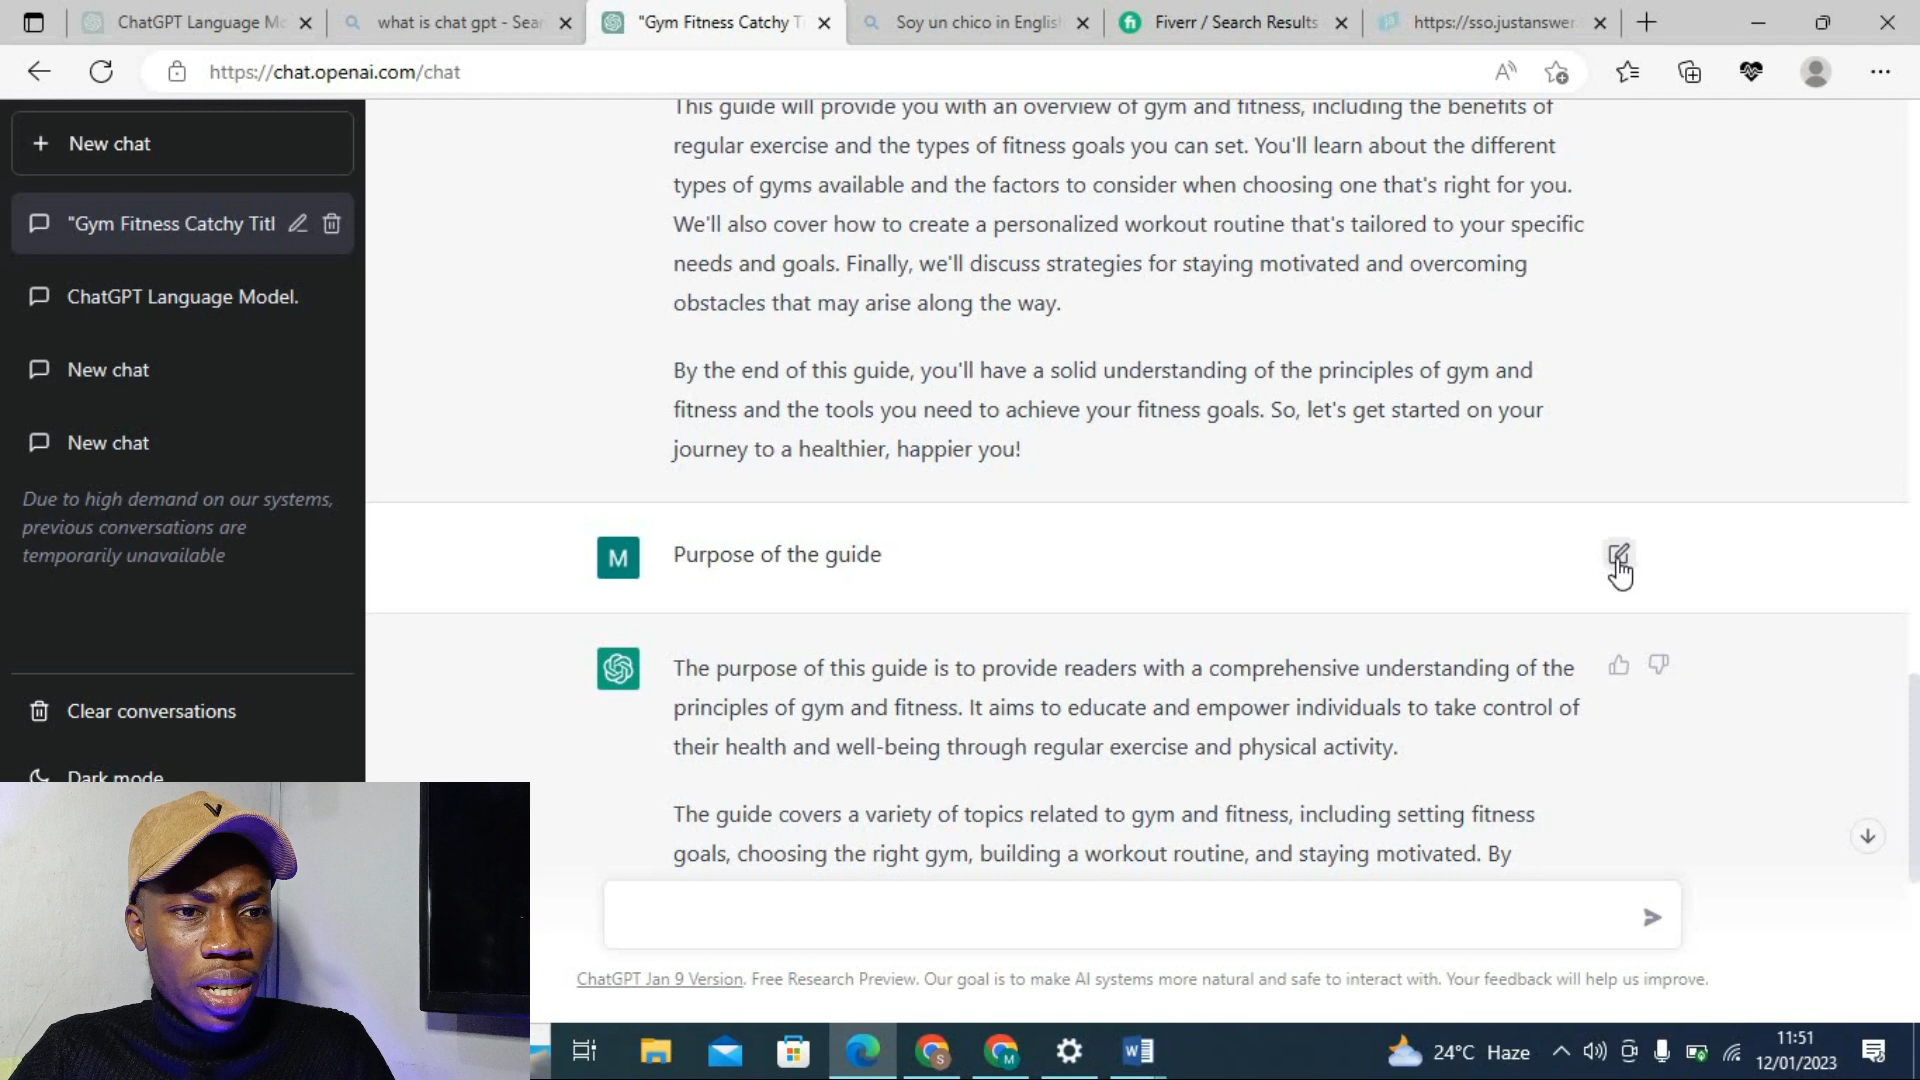 ChatGPT Language Mo
what is chat gpt - Sear
"Gym Fitness Catchy Ti
Soy un chico in English
Fiverr / Search Results
https://sso.justanswer.
https://chat.openai.com/chat
New chat
"Gym Fitness Catchy Titl
ChatGPT Language Model.
New chat
New chat
Due to high demand on our systems,
previous conversations are
temporarily unavailable
Clear conversations
Dark mode
This guide will provide you with an overview of gym and fitness, including the benefits of
regular exercise and the types of fitness goals you can set. You'll learn about the different
types of gyms available and the factors to consider when choosing one that's right for you.
We'll also cover how to create a personalized workout routine that's tailored to your specific
needs and goals. Finally, we'll discuss strategies for staying motivated and overcoming
obstacles that may arise along the way.
By the end of this guide, you'll have a solid understanding of the principles of gym and
fitness and the tools you need to achieve your fitness goals. So, let's get started on your
journey to a healthier, happier you!
M
Purpose of the guide
The purpose of this guide is to provide readers with a comprehensive understanding of the
principles of gym and fitness. It aims to educate and empower individuals to take control of
their health and well-being through regular exercise and physical activity.
The guide covers a variety of topics related to gym and fitness, including setting fitness
goals, choosing the right gym, building a workout routine, and staying motivated. By
ChatGPT Jan 9 Version. Free Research Preview. Our goal is to make AI systems more natural and safe to interact with. Your feedback will help us improve.
24°C Haze
11:51
12/01/2023